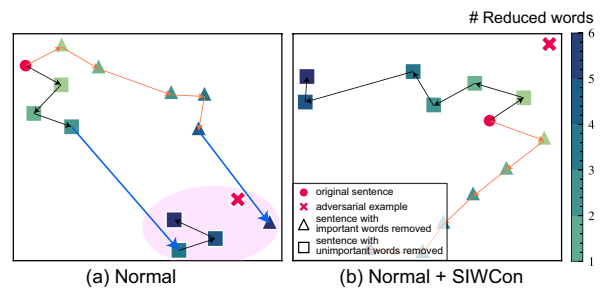 # Reduced words
6
5
4
3
2
1
original sentence
adversarial example
sentence with
important words removed
sentence with
unimportant words removed
(a) Normal
(b) Normal + SIWCon